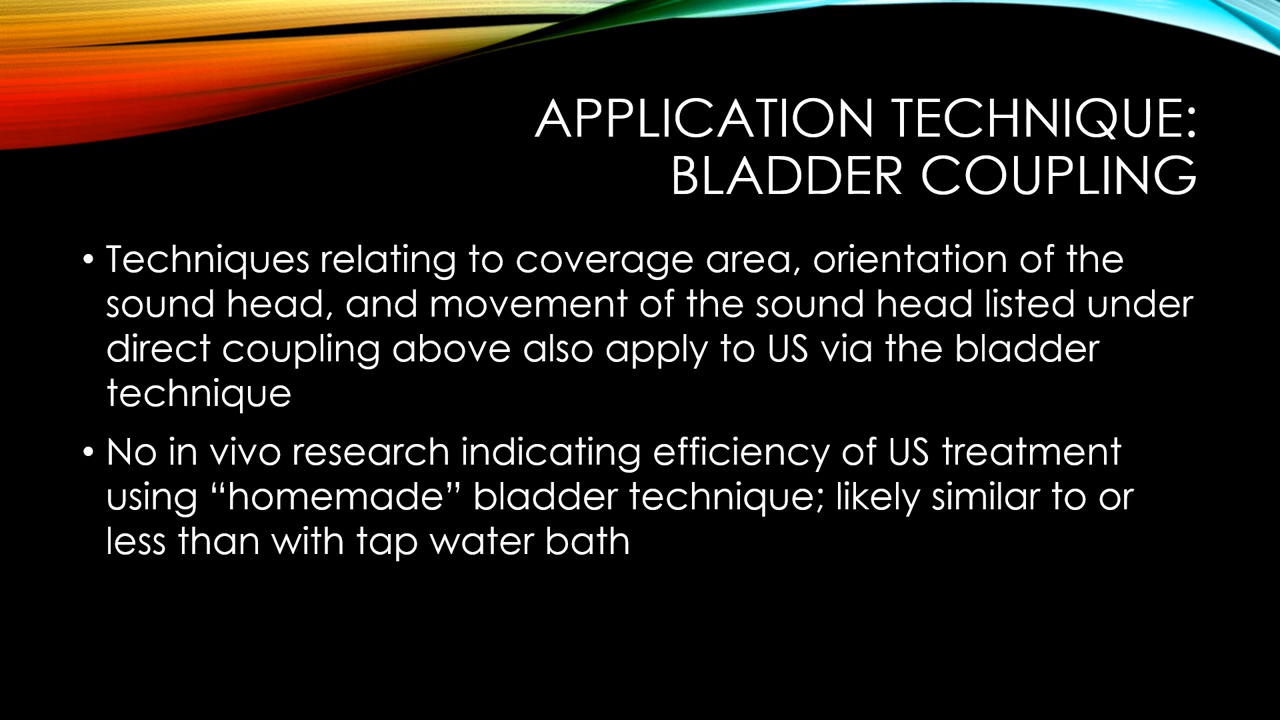 APPLICATION TECHNIQUE:
BLADDER COUPLING
• Techniques relating to coverage area, orientation of the
sound head, and movement of the sound head listed under
direct coupling above also apply to US via the bladder
technique
• No in vivo research indicating efficiency of US treatment
using “homemade” bladder technique; likely similar to or
less than with tap water bath